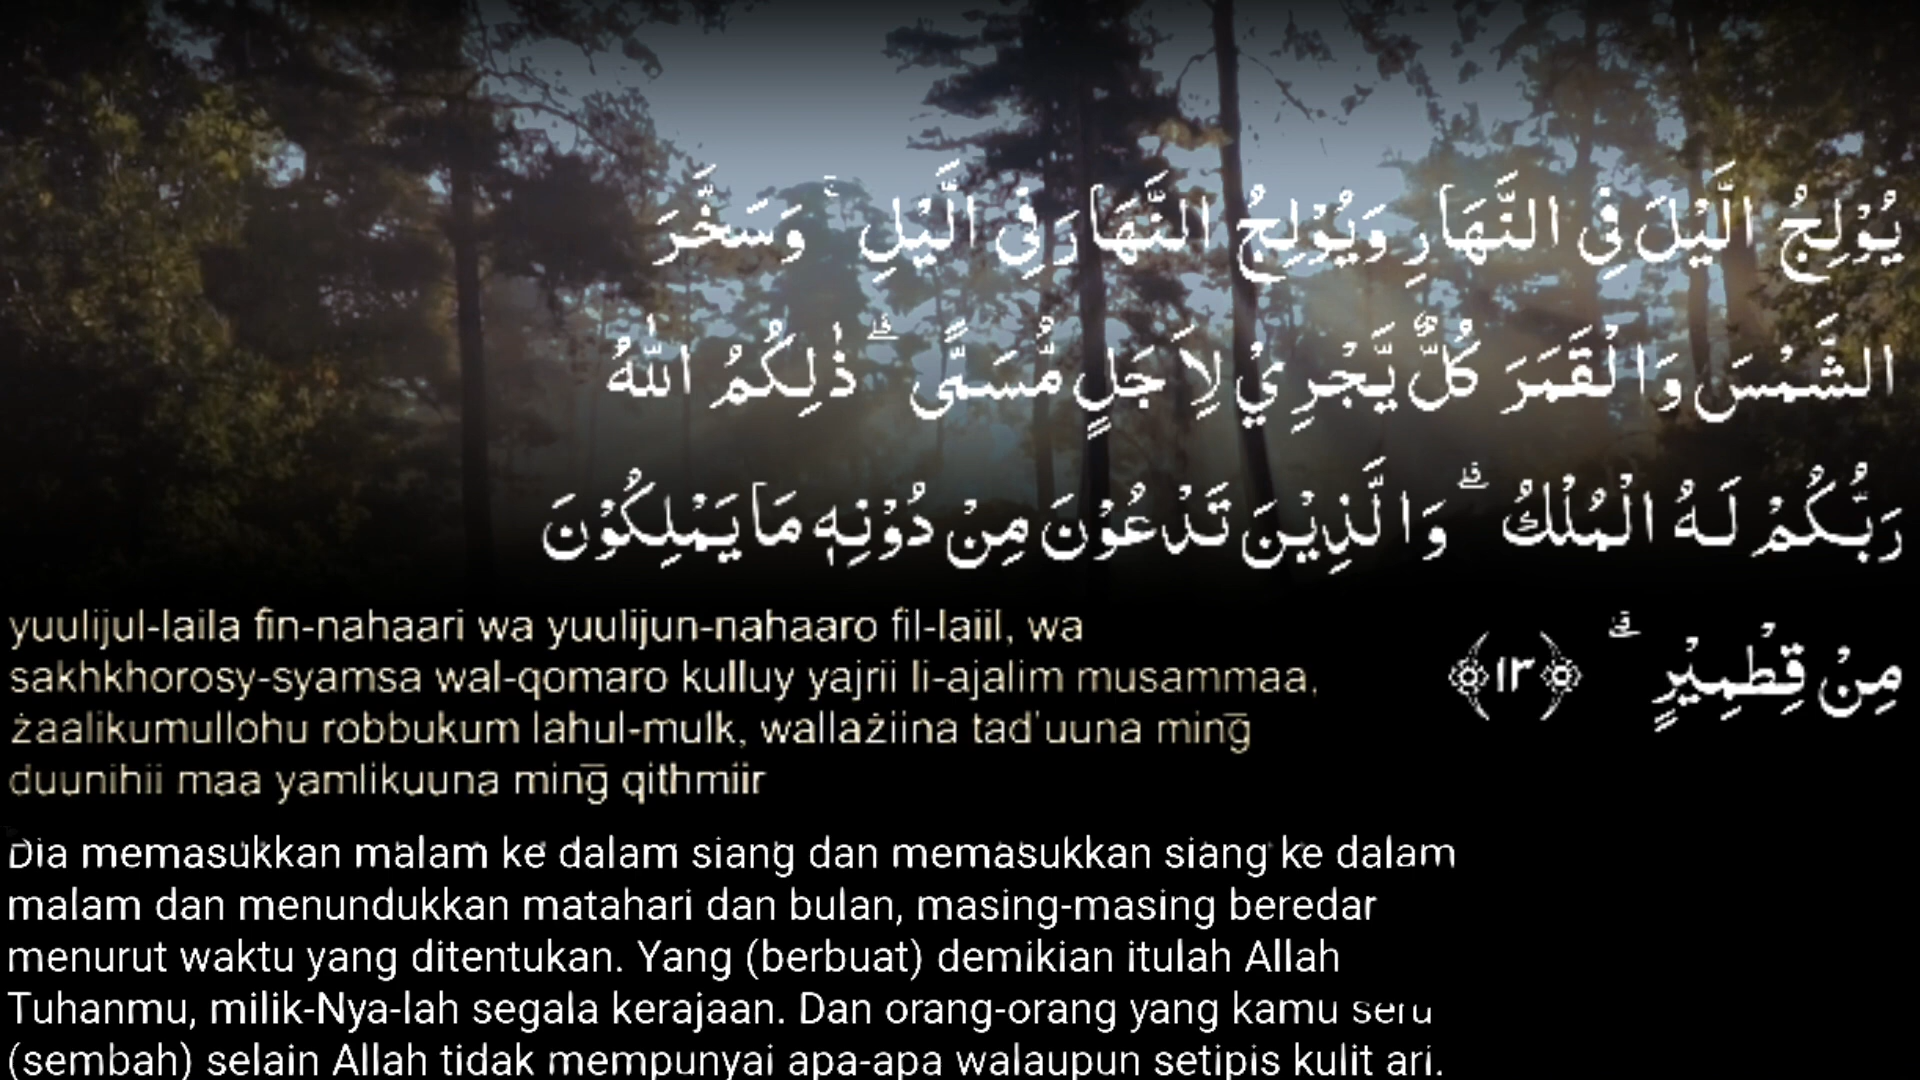 يُوْلِجُ الَّيْلَ فِى النَّهَارِ وَيُوْلِجُ النَّهَارَ فِى الَّيْلِ ۙ وَسَخَّرَ
الشَّمْسَ وَالْقَمَرَ كُلٌّ يَّجْرِيْ لِاَجَلٍ مُّسَمًّى ۗ ذٰلِكُمُ اللّٰهُ
رَبُّكُمْ لَـهُ الْمُلْكُ ۗ وَالَّذِيْنَ تَدْعُوْنَ مِنْ دُوْنِهٖ مَا يَمْلِكُوْنَ
مِنْ قِطْمِيْرٍ ۗ ﴿١٣﴾
yuulijul-laila fin-nahaari wa yuulijun-nahaaro fil-laiil, wa
sakhkhorosy-syamsa wal-qomaro kulluy yajrii li-ajalim musammaa,
żaalikumullohu robbukum lahul-mulk, wallażiina tad'uuna ming̅
duunihii maa yamlikuuna ming̅ qithmiir
Dia memasukkan malam ke dalam siang dan memasukkan siang ke dalam
malam dan menundukkan matahari dan bulan, masing-masing beredar
menurut waktu yang ditentukan. Yang (berbuat) demikian itulah Allah
Tuhanmu, milik-Nya-lah segala kerajaan. Dan orang-orang yang kamu seru
(sembah) selain Allah tidak mempunyai apa-apa walaupun setipis kulit ari.